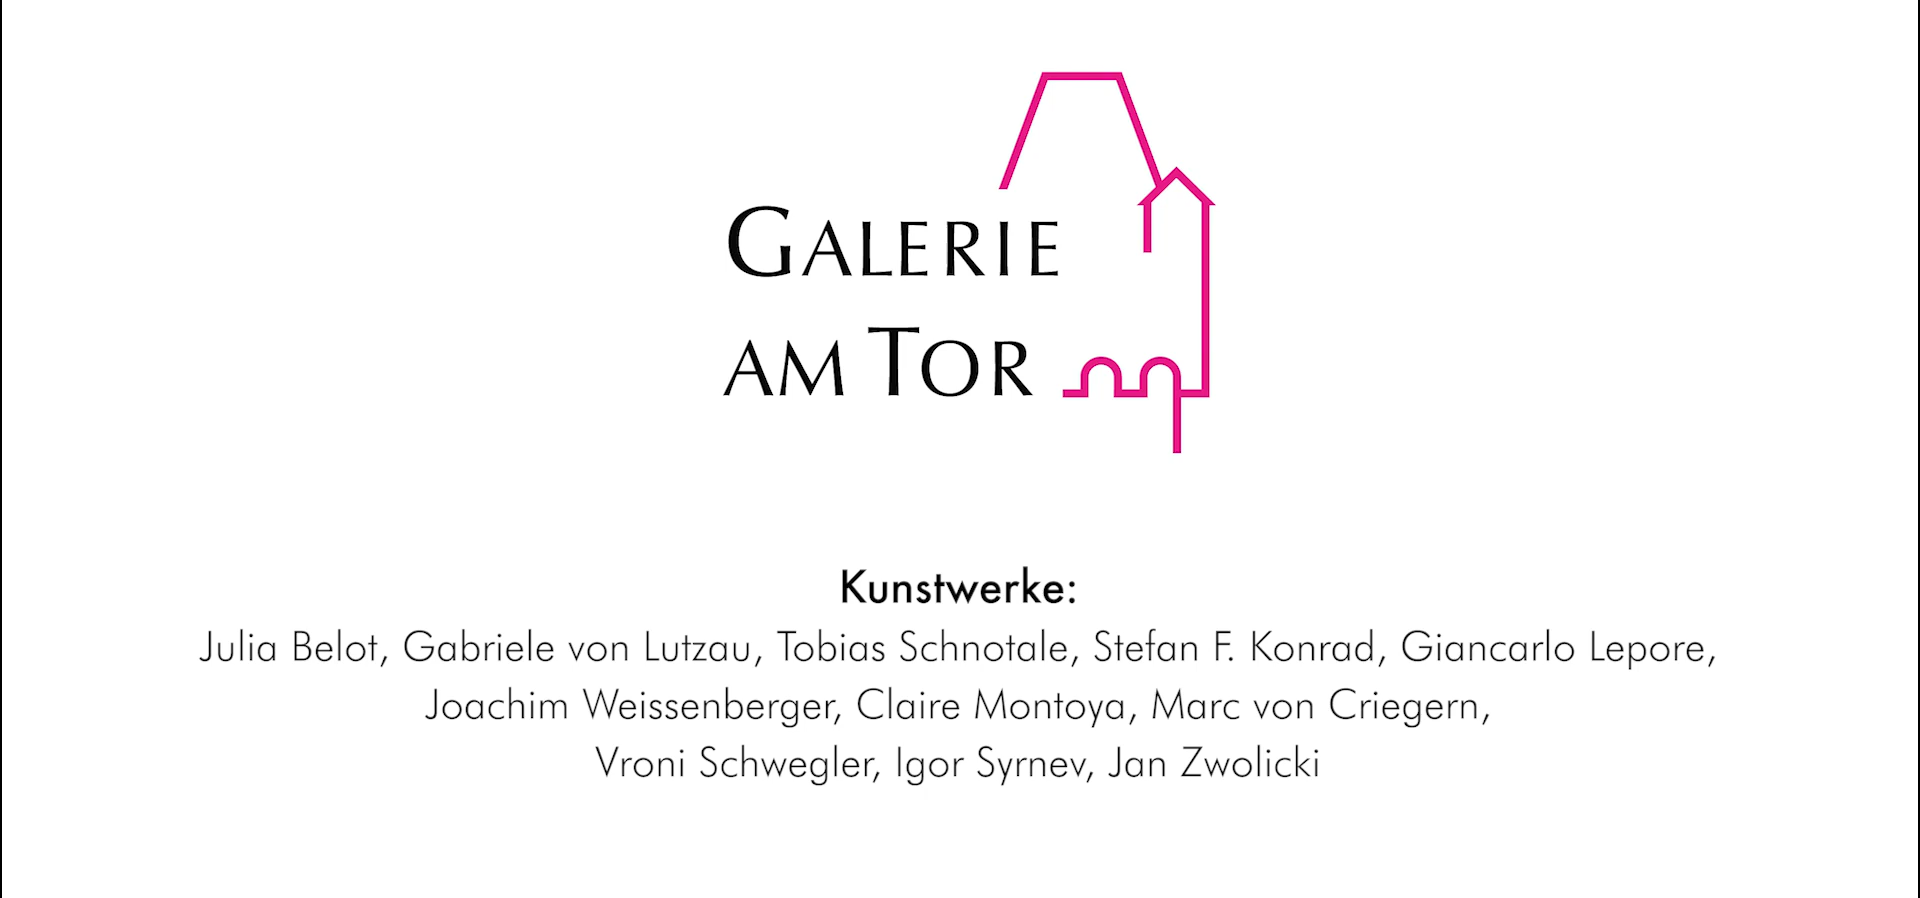 GALERIE
AM TOR
Kunstwerke:
Julia Belot, Gabriele von Lutzau, Tobias Schnotale, Stefan F. Konrad, Giancarlo Lepore,
Joachim Weissenberger, Claire Montoya, Marc von Criegern,
Vroni Schwegler, Igor Syrnev, Jan Zwolicki